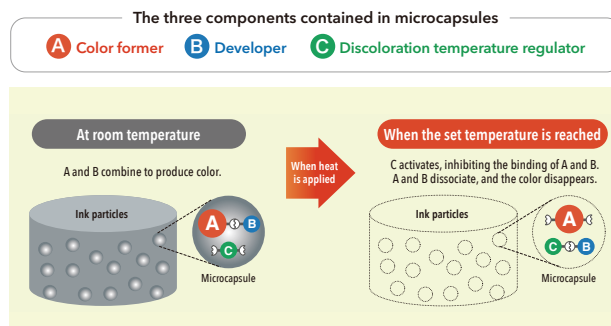 The three components contained in microcapsules
A Color former B Developer C Discoloration temperature regulator
At room temperature
A and B combine to produce color.
Ink particles
A B
C
Microcapsule
When heat
is applied
When the set temperature is reached
C activates, inhibiting the binding of A and B.
A and B dissociate, and the color disappears.
Ink particles
A
C B
Microcapsule